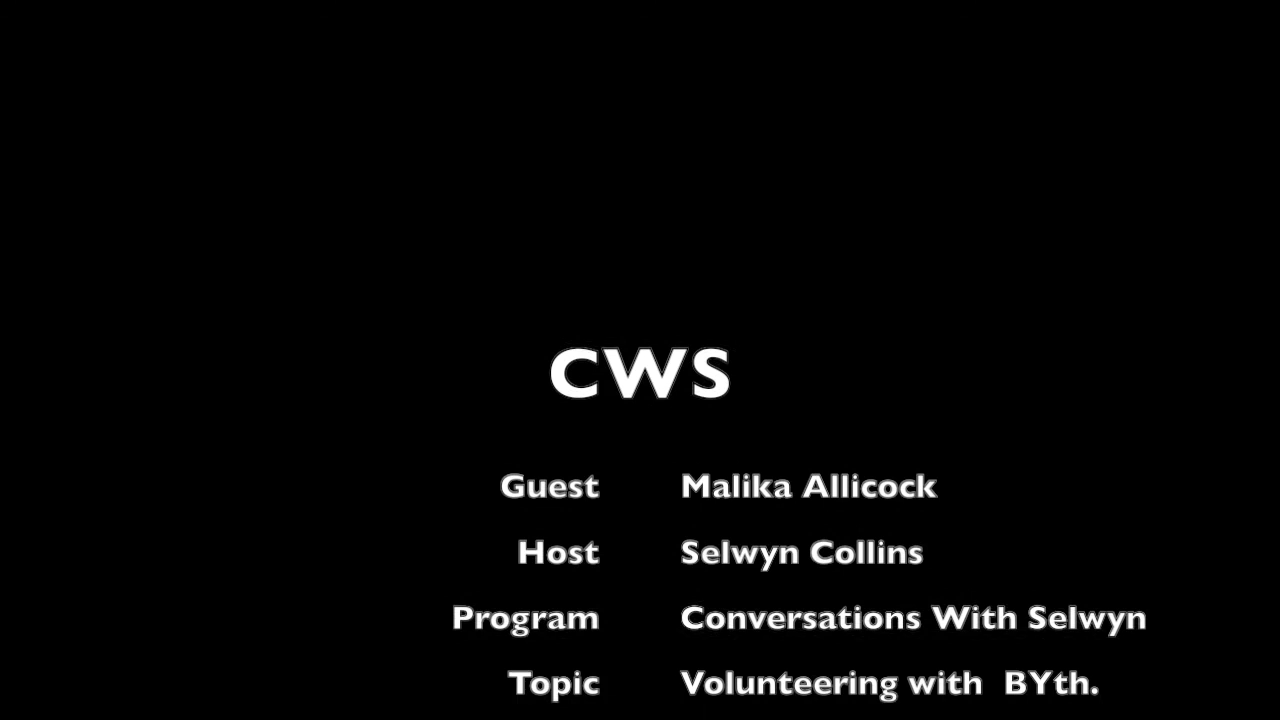 CWS
Guest Malika Allicock
Host Selwyn Collins
Program Conversations With Selwyn
Topic Volunteering with BYth.